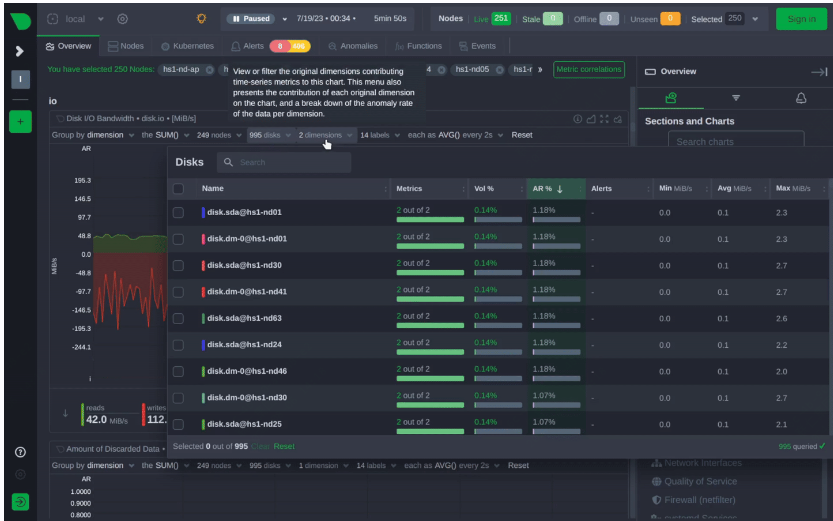 local
Paused 7/19/23 • 00:34 • 5min 50s
Nodes Live 251 Stale 0 Offline 0 Unseen 0 Selected 250 Sign in
Overview Nodes Kubernetes Alerts 8 Anomalies Functions Events
You have selected 250 Nodes: hs1-nd-ap h 4 hs1-nd05 hs1-r » Metric correlations
Overview
View or filter the original dimensions contributing
time-series metrics to this chart. This menu also
presents the contribution of each original dimension
on the chart, and a break down of the anomaly rate
of the data per dimension.
I
io
Disk I/O Bandwidth • disk.io • [MiB/s]
Sections and Charts
Search charts
Group by dimension the SUM() 249 nodes 995 disks 2 dimensions 14 labels each as AVG() every 2s Reset
AR
195.3
146.5
97.7
48.8
0.0
-48.8
-97.7
-146.5
-195.3
-244.1
MiB/s
reads
42.0 MiB/s
writes
112.
Disks Search
Name Metrics Vol % AR % ↓ Alerts Min MiB/s Avg MiB/s Max MiB/s
disk.sda@hs1-nd01 2 out of 2 0.14% 1.18% - 0.0 0.1 2.3
disk.dm-0@hs1-nd01 2 out of 2 0.14% 1.18% - 0.0 0.1 2.3
disk.sda@hs1-nd30 2 out of 2 0.14% 1.18% - 0.0 0.1 2.7
disk.dm-0@hs1-nd41 2 out of 2 0.14% 1.18% - 0.0 0.1 2.7
disk.sda@hs1-nd63 2 out of 2 0.14% 1.18% - 0.0 0.1 2.6
disk.sda@hs1-nd24 2 out of 2 0.14% 1.18% - 0.0 0.1 2.2
disk.dm-0@hs1-nd46 2 out of 2 0.14% 1.18% - 0.0 0.1 2.0
disk.dm-0@hs1-nd30 2 out of 2 0.14% 1.07% - 0.0 0.1 2.7
disk.sda@hs1-nd25 2 out of 2 0.14% 1.07% - 0.0 0.1 2.1
Selected 0 out of 995 Clear Reset 995 queried ✓
Amount of Discarded Data •
Group by dimension the SUM() 249 nodes 995 disks 1 dimension 14 labels each as AVG() every 2s Reset
AR
1.0000
0.9000
0.8000
Network Interfaces
Quality of Service
Firewall (netfilter)
systemd Services